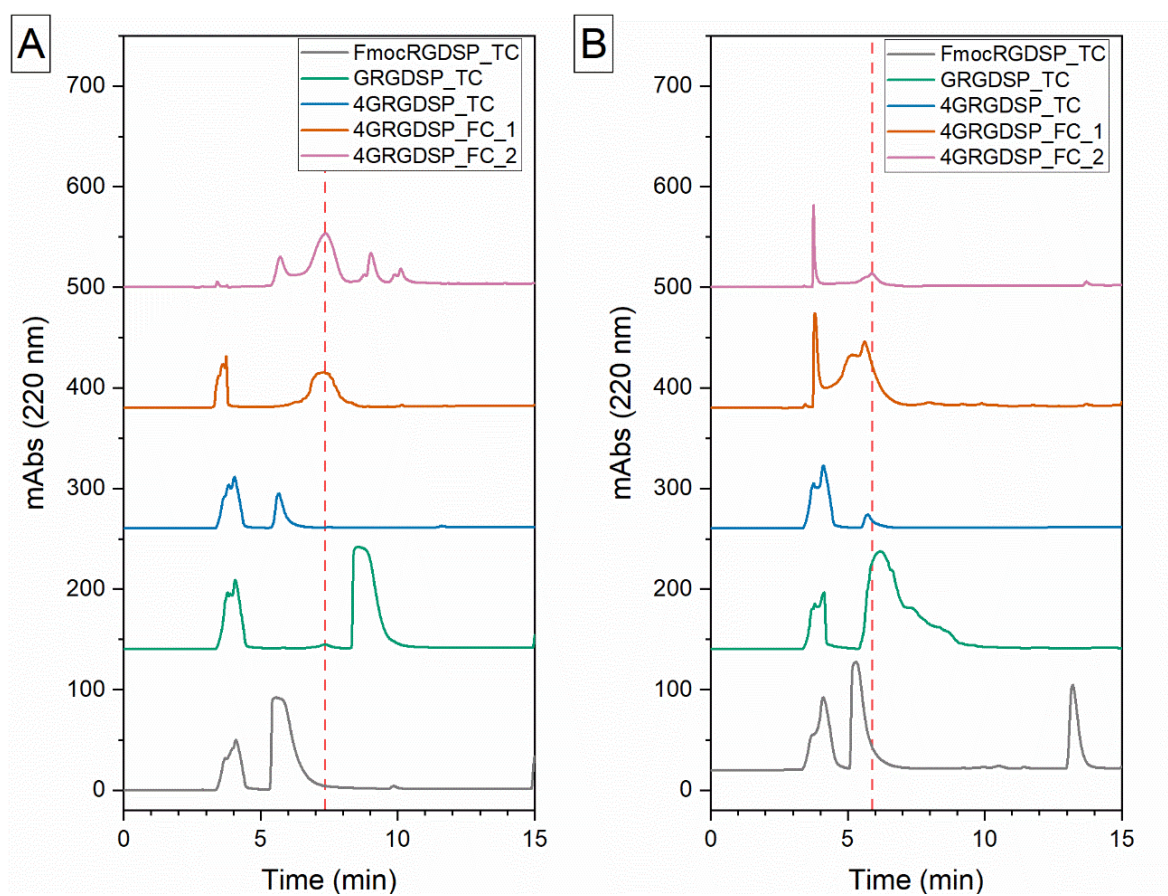 A
FmocRGDSP_TC
GRGDSP_TC
4GRGDSP_TC
4GRGDSP_FC_1
4GRGDSP_FC_2
mAbs (220 nm)
700
600
500
400
300
200
100
0
0
5
10
15
Time (min)
B
FmocRGDSP_TC
GRGDSP_TC
4GRGDSP_TC
4GRGDSP_FC_1
4GRGDSP_FC_2
mAbs (220 nm)
700
600
500
400
300
200
100
0
0
5
10
15
Time (min)